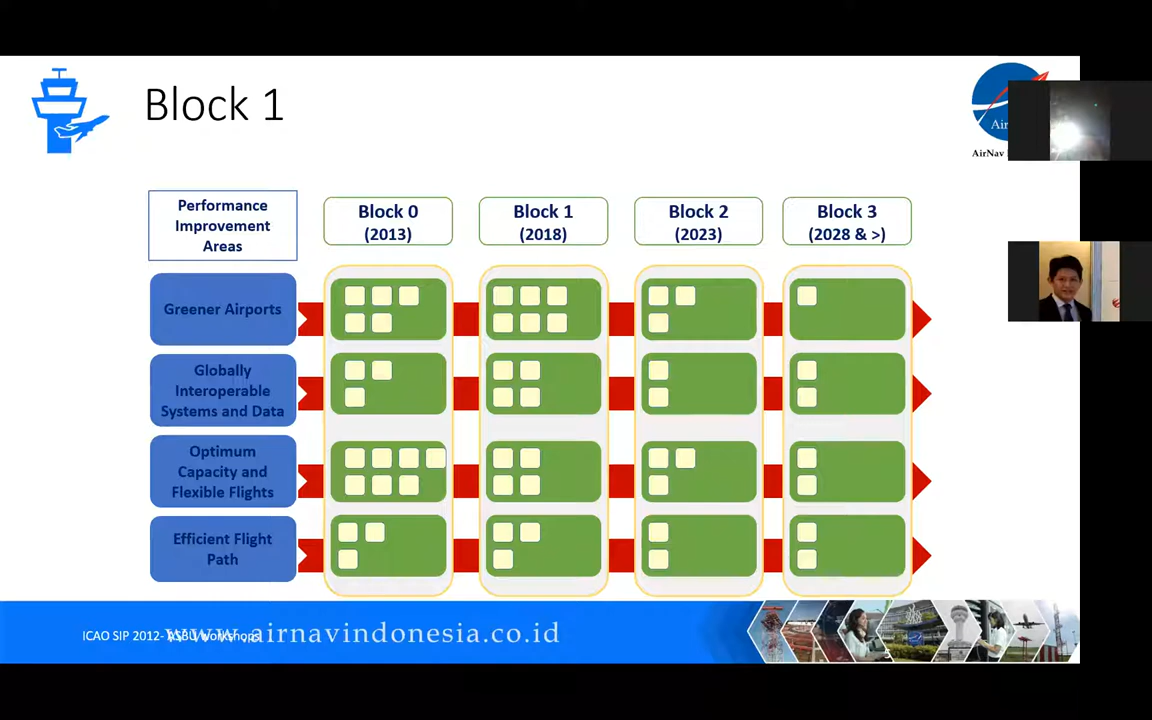 Block 1
AirNav
Performance
Improvement
Areas
Block 0
(2013)
Block 1
(2018)
Block 2
(2023)
Block 3
(2028 & >)
Greener Airports
Globally
Interoperable
Systems and Data
Optimum
Capacity and
Flexible Flights
Efficient Flight
Path
ICAO SIP 2012- ASBU workshops
www.airnavindonesia.co.id